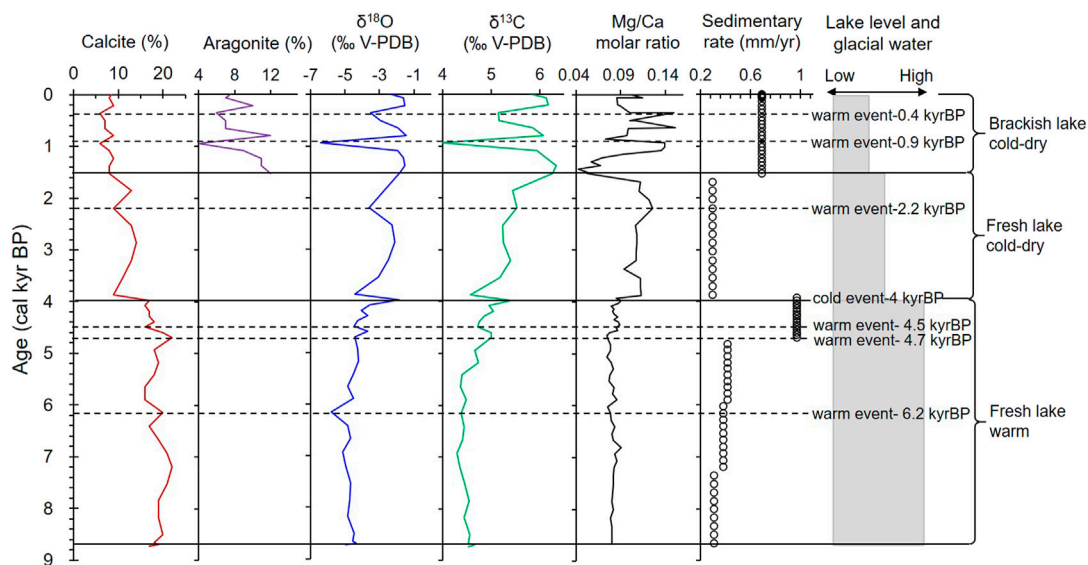 Calcite (%)
Aragonite (%)
δ18O
(‰ V-PDB)
δ13C
(‰ V-PDB)
Mg/Ca
molar ratio
Sedimentary
rate (mm/yr)
Lake level and
glacial water
Low High
0 10 20
4 8 12
-7 -5 -3 -1
4 5 6
0.04 0.09 0.14
0.2 0.6 1
Age (cal kyr BP)
0
1
2
3
4
5
6
7
8
9
warm event-0.4 kyrBP
warm event-0.9 kyrBP
warm event-2.2 kyrBP
cold event-4 kyrBP
warm event- 4.5 kyrBP
warm event- 4.7 kyrBP
warm event- 6.2 kyrBP
Brackish lake
cold-dry
Fresh lake
cold-dry
Fresh lake
warm